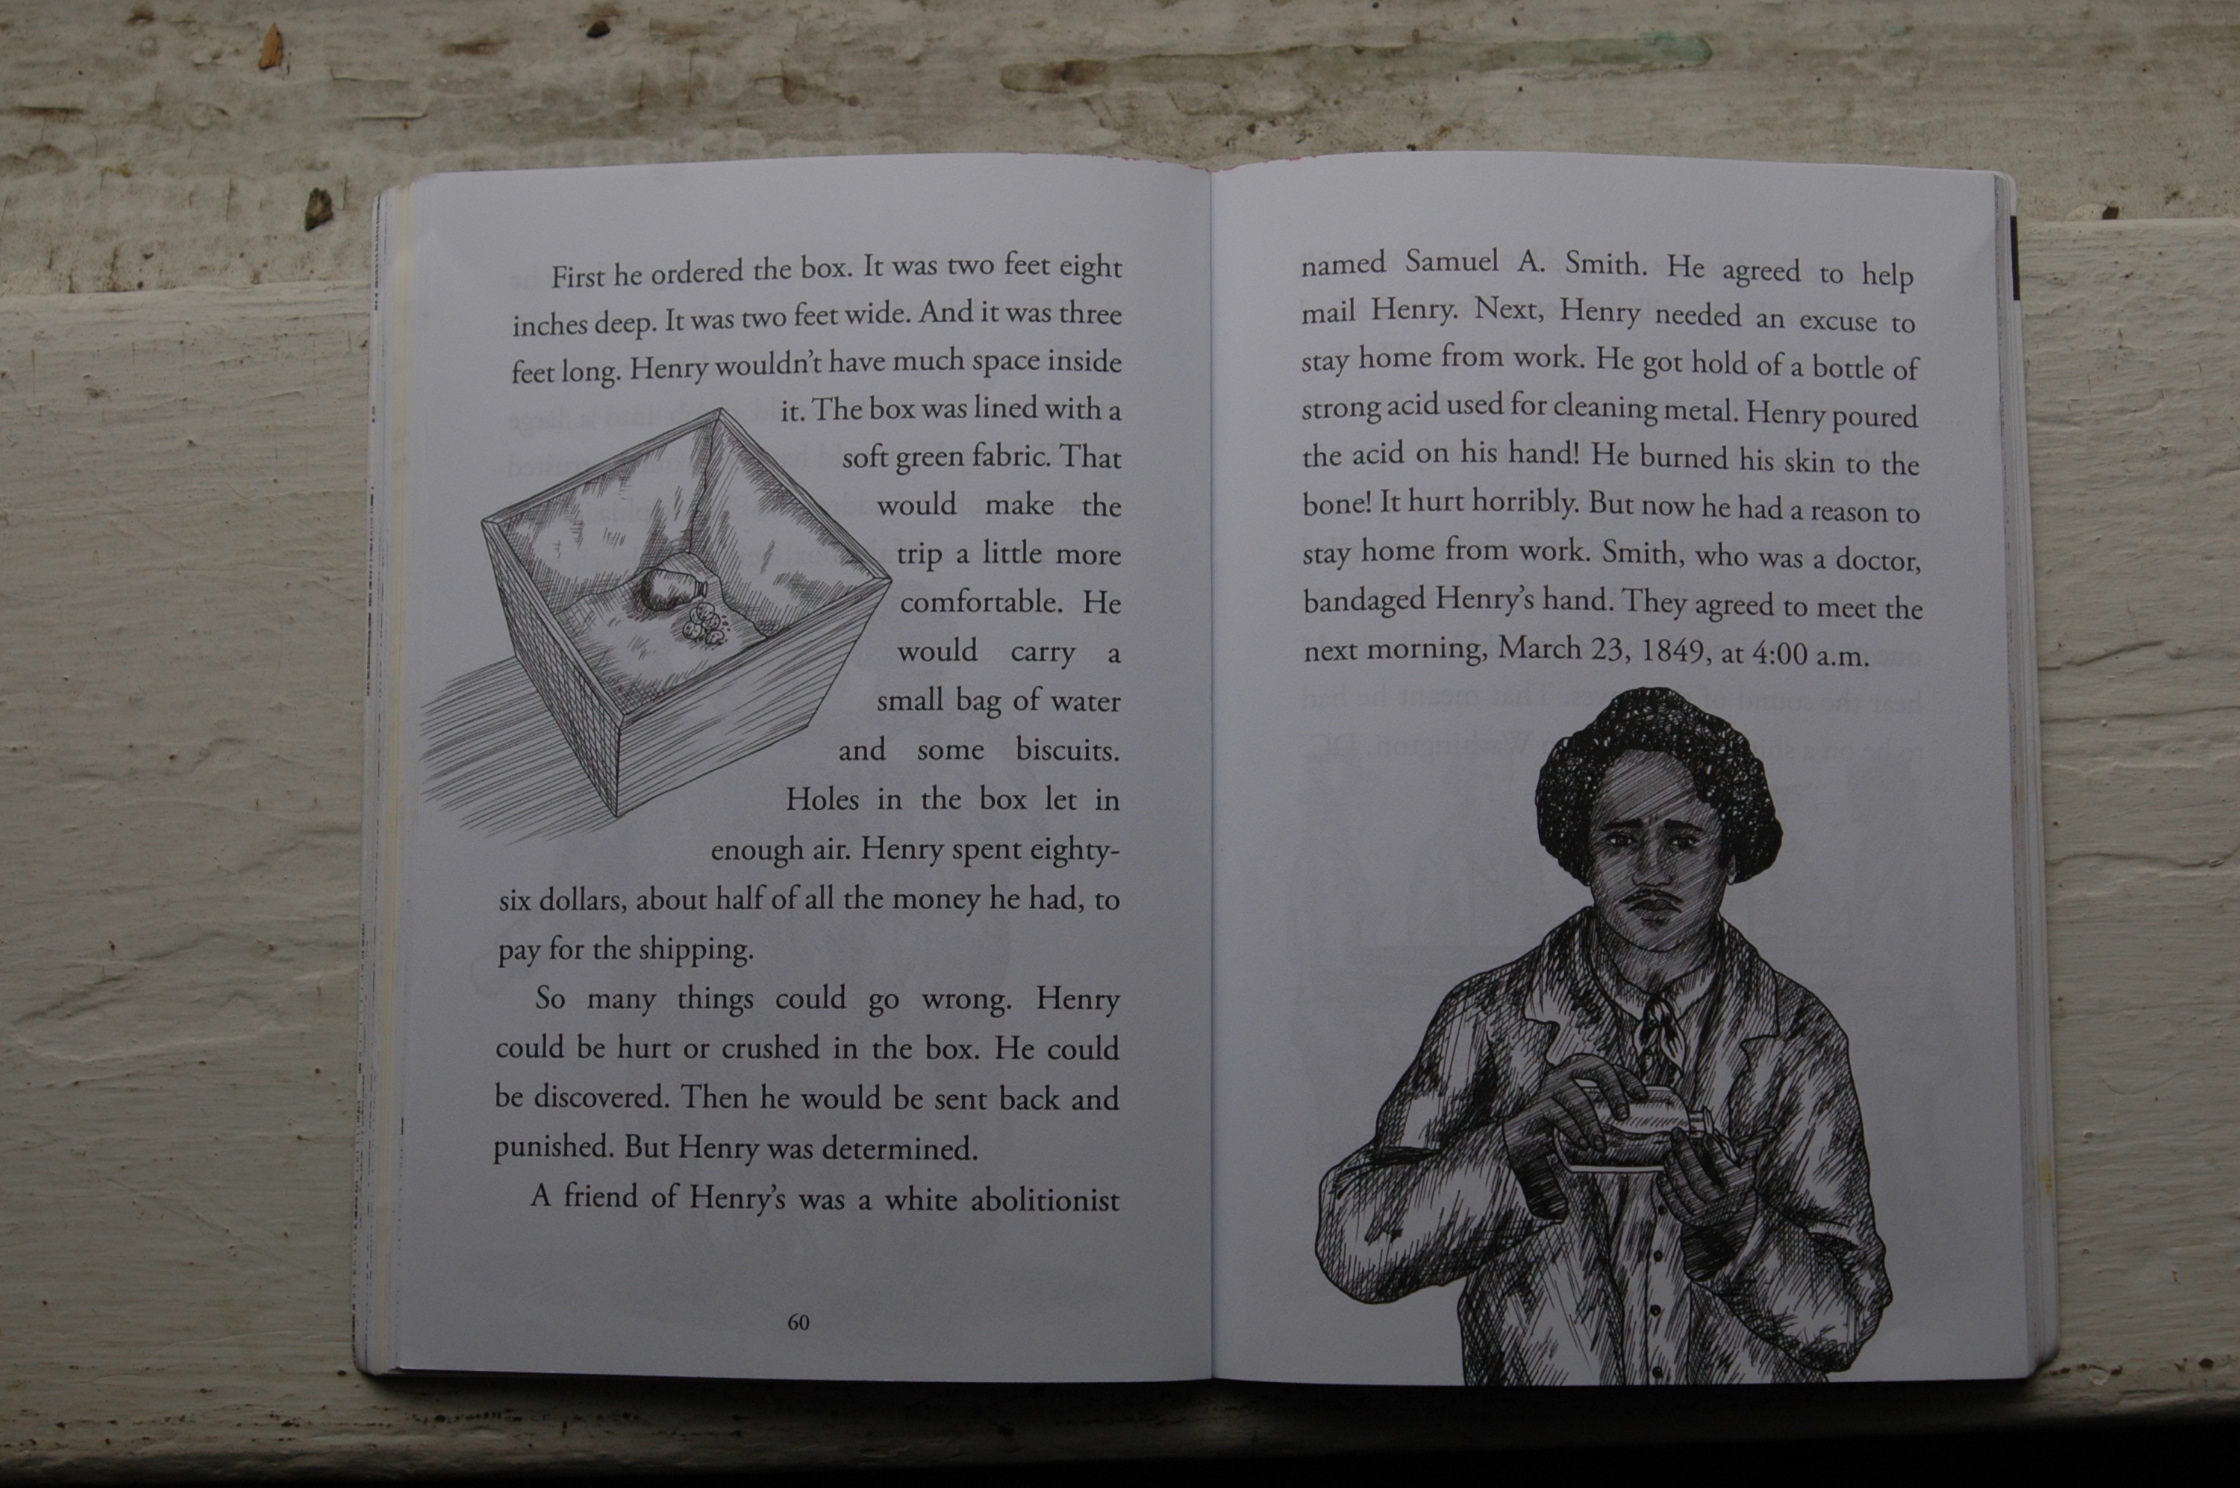 First he ordered the box. It was two feet eight
inches deep. It was two feet wide. And it was three
feet long. Henry wouldn't have much space inside
it. The box was lined with a
soft green fabric. That
would make the
trip a little more
comfortable. He
would carry a
small bag of water
and some biscuits.
Holes in the box let in
enough air. Henry spent eighty-
six dollars, about half of all the money he had, to
pay for the shipping.
So many things could go wrong. Henry
could be hurt or crushed in the box. He could
be discovered. Then he would be sent back and
punished. But Henry was determined.
A friend of Henry's was a white abolitionist
60
named Samuel A. Smith. He agreed to help
mail Henry. Next, Henry needed an excuse to
stay home from work. He got hold of a bottle of
strong acid used for cleaning metal. Henry poured
the acid on his hand! He burned his skin to the
bone! It hurt horribly. But now he had a reason to
stay home from work. Smith, who was a doctor,
bandaged Henry's hand. They agreed to meet the
next morning, March 23, 1849, at 4:00 a.m.